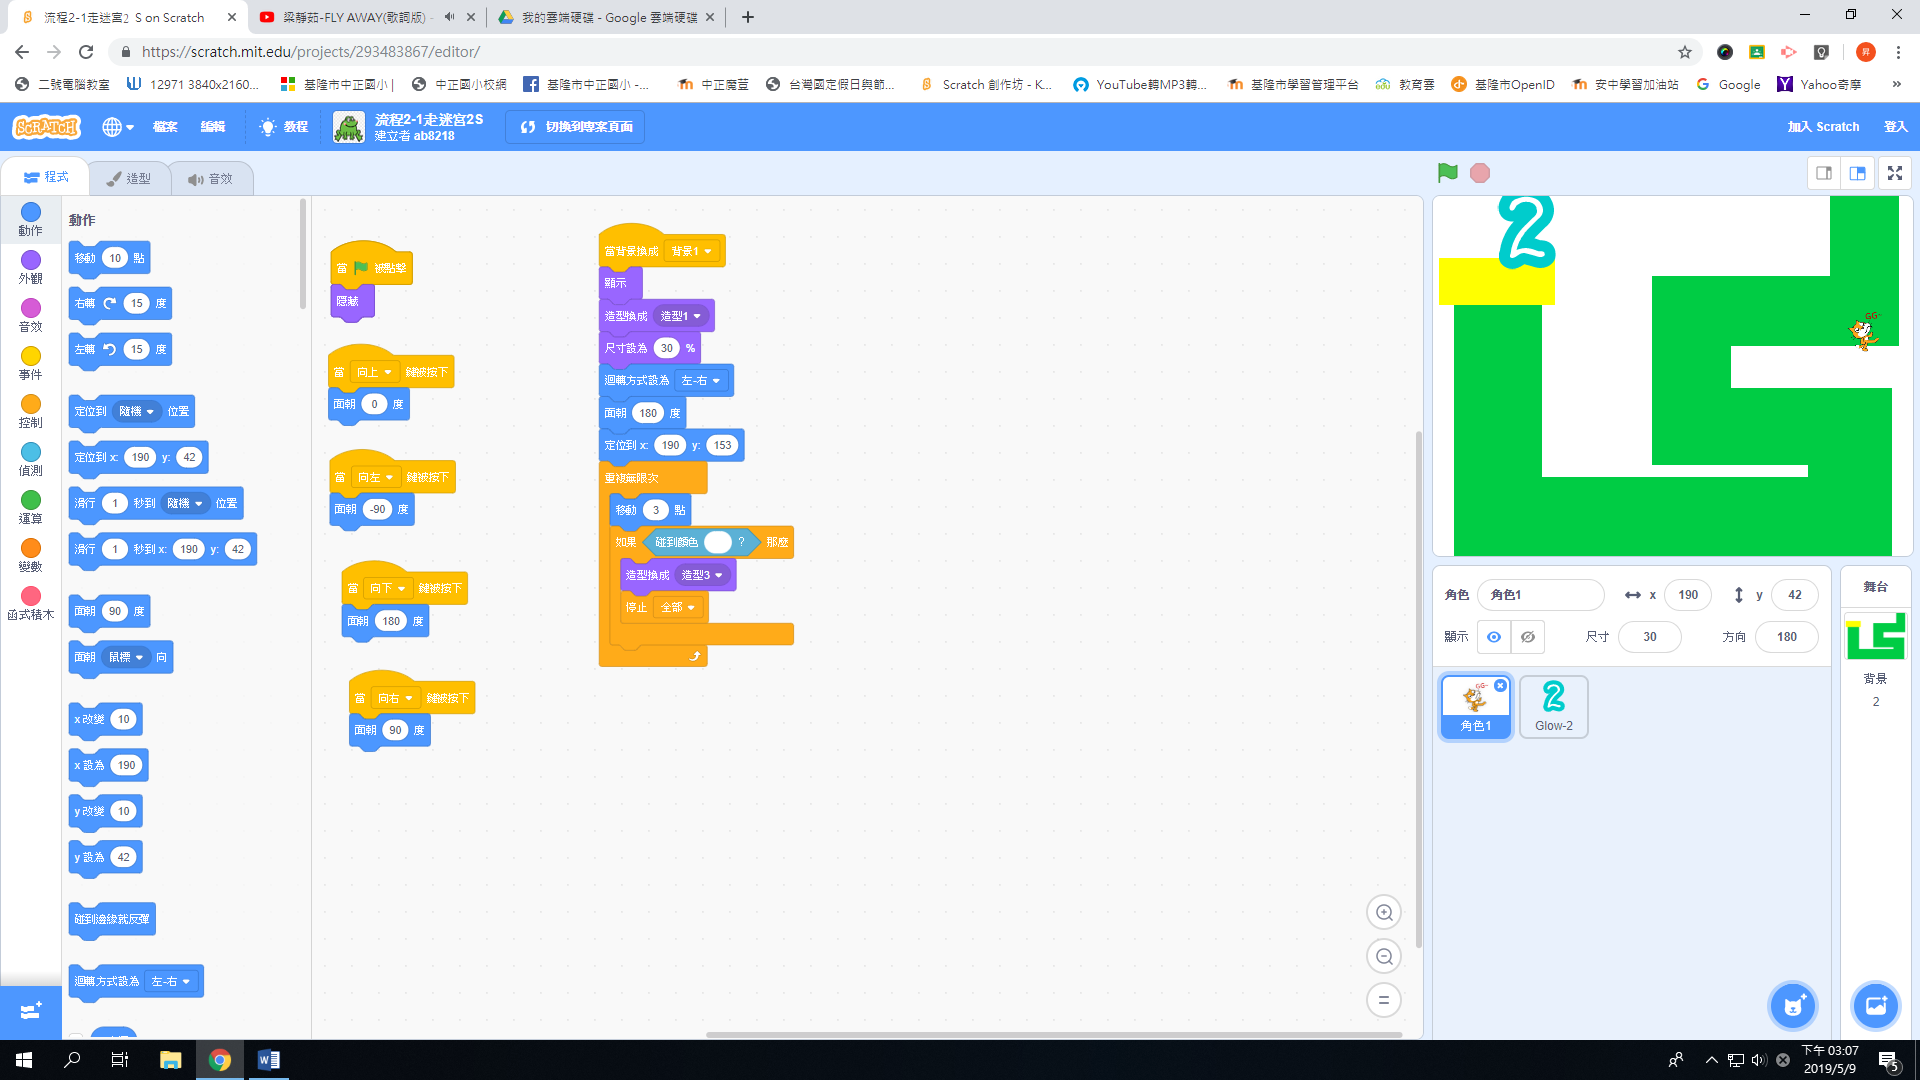 流程2-1走迷宮2 S on Scratch
梁靜茹-FLY AWAY(歌詞版) -
我的雲端硬碟 - Google 雲端硬碟
https://scratch.mit.edu/projects/293483867/editor/
昇
二號電腦教室
12971 3840x2160...
基隆市中正國小 |
中正國小校網
基隆市中正國小 -...
中正魔荳
台灣國定假日與節...
Scratch 創作坊 - K...
YouTube轉MP3轉...
基隆市學習管理平台
教育雲
基隆市OpenID
安中學習加油站
Google
Yahoo奇摩
»
SCRATCH
檔案
編輯
教程
流程2-1走迷宮2S
建立者 ab8218
切換到專案頁面
加入 Scratch
登入
程式
造型
音效
動作
外觀
音效
事件
控制
偵測
運算
變數
函式積木
動作
移動 10 點
右轉 15 度
左轉 15 度
定位到 隨機 位置
定位到 x: 190 y: 42
滑行 1 秒到 隨機 位置
滑行 1 秒到 x: 190 y: 42
面朝 90 度
面朝 鼠標 向
x 改變 10
x 設為 190
y 改變 10
y 設為 42
碰到邊緣就反彈
迴轉方式設為 左-右
當 被點擊
隱藏
當 向上 鍵被按下
面朝 0 度
當 向左 鍵被按下
面朝 -90 度
當 向下 鍵被按下
面朝 180 度
當 向右 鍵被按下
面朝 90 度
當背景換成 背景1
顯示
造型換成 造型1
尺寸設為 30 %
迴轉方式設為 左-右
面朝 180 度
定位到 x: 190 y: 153
重複無限次
移動 3 點
如果 碰到顏色 ? 那麼
造型換成 造型3
停止 全部
2
GG~
角色 角色1 x 190 y 42
顯示 尺寸 30 方向 180
角色1
Glow-2
舞台
背景
2
下午 03:07
2019/5/9
5